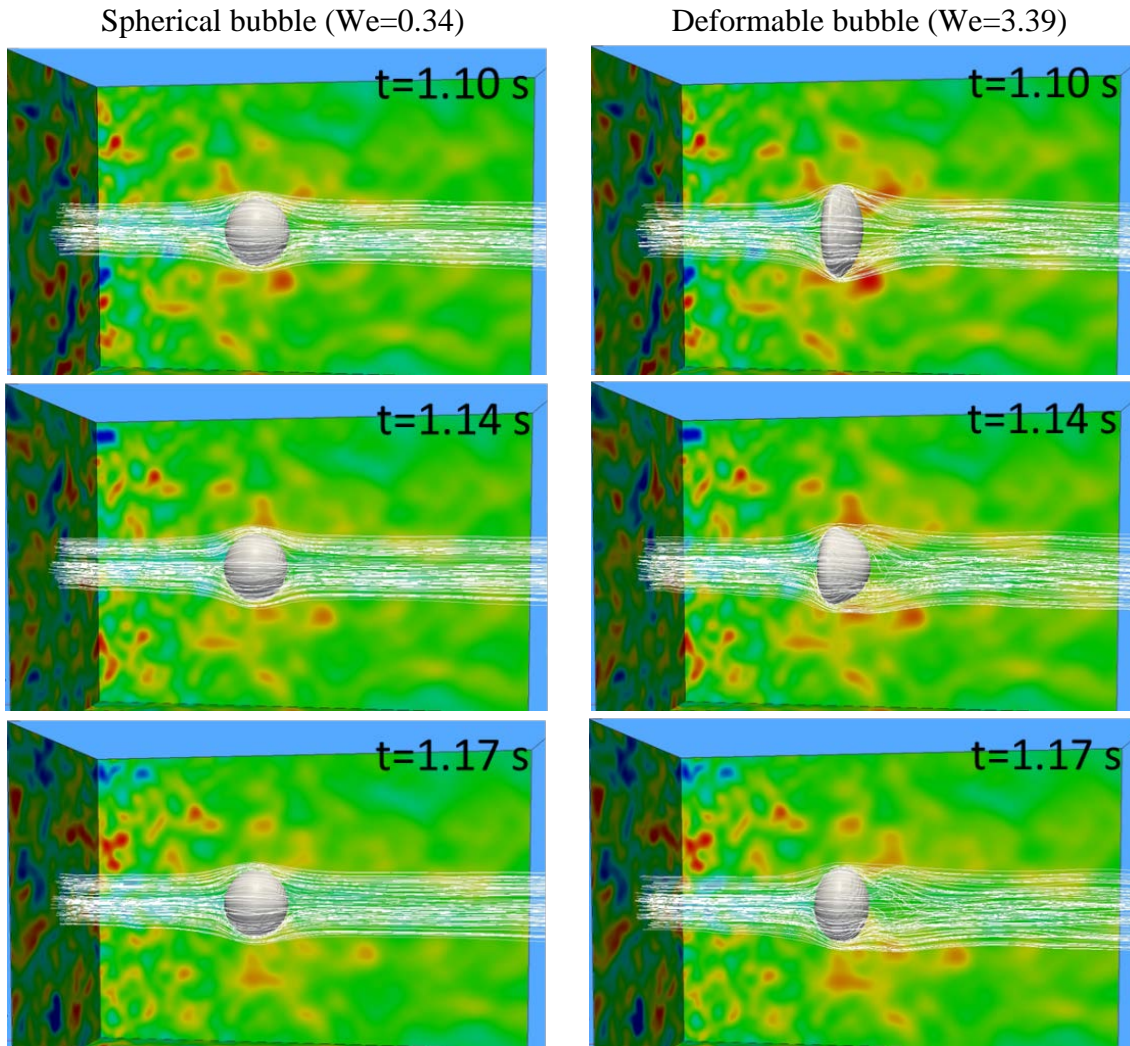 Spherical bubble (We=0.34)
Deformable bubble (We=3.39)
t=1.10 s
t=1.10 s
t=1.14 s
t=1.14 s
t=1.17 s
t=1.17 s